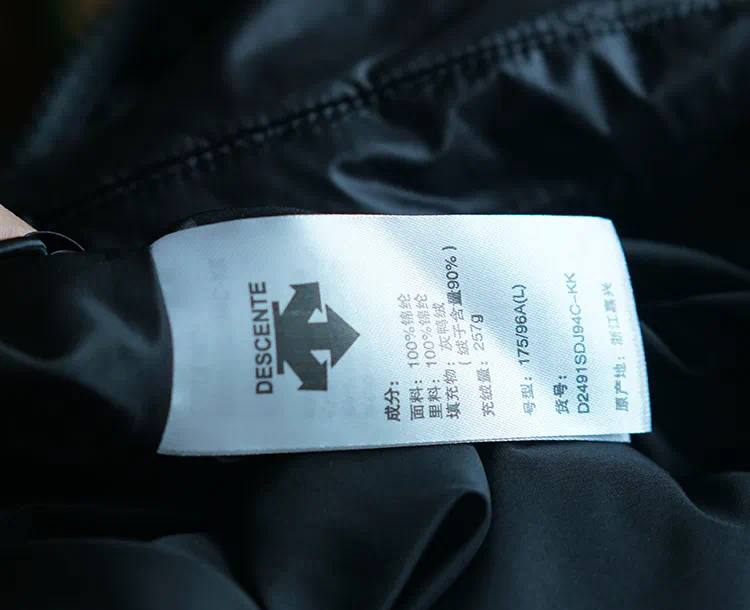 DESCENTE
成分：
面料：100%锦纶
里料：100%锦纶
填充物：灰鸭绒
（绒子含量90%）
充绒量：257g
号型：175/96A(L)
货号：
D2491SDJ94C-KK
原产地：浙江嘉兴